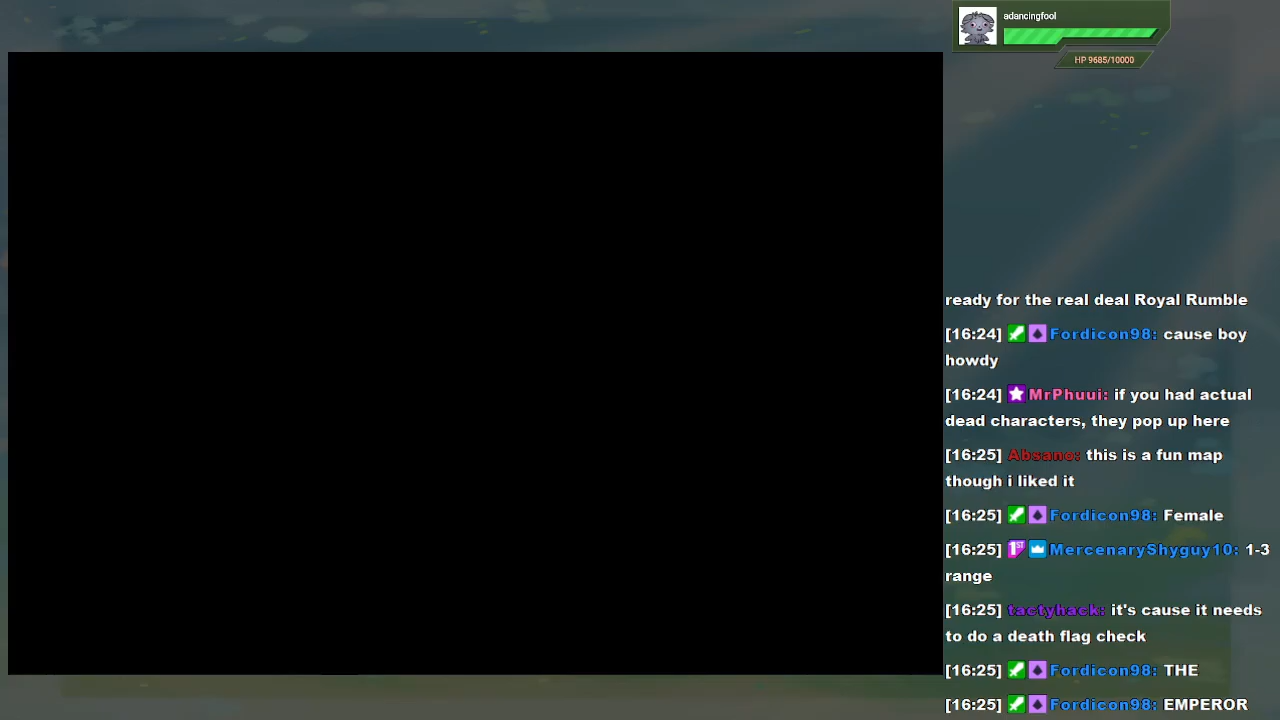 adancingfool
HP 9685/10000
ready for the real deal Royal Rumble
[16:24] Fordicon98: cause boy
howdy
[16:24] MrPhuui: if you had actual
dead characters, they pop up here
[16:25] Absano: this is a fun map
though i liked it
[16:25] Fordicon98: Female
[16:25] 1ST MercenaryShyguy10: 1-3
range
[16:25] tactyhack: it's cause it needs
to do a death flag check
[16:25] Fordicon98: THE
[16:25] Fordicon98: EMPEROR